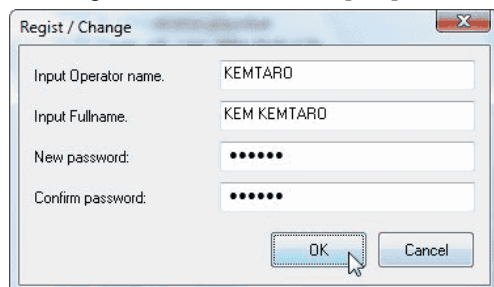 Regist / Change
Input Operator name. KEMTARO
Input Fullname. KEM KEMTARO
New password: ●●●●●●
Confirm password: ●●●●●●
OK Cancel